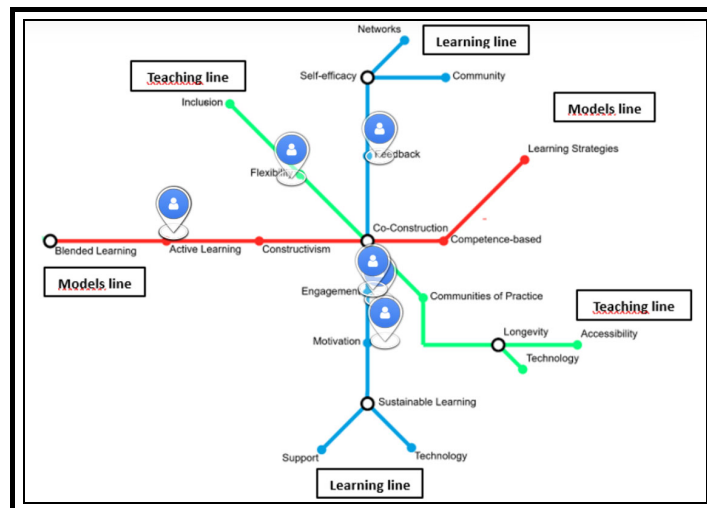 Networks
Learning line
Self-efficacy
Community
Teaching line
Inclusion
Models line
Learning Strategies
Feedback
Co-Construction
Blended Learning
Active Learning
Constructivism
Competence-based
Models line
Engagement
Communities of Practice
Teaching line
Motivation
Longevity
Accessibility
Technology
Sustainable Learning
Support
Technology
Learning line